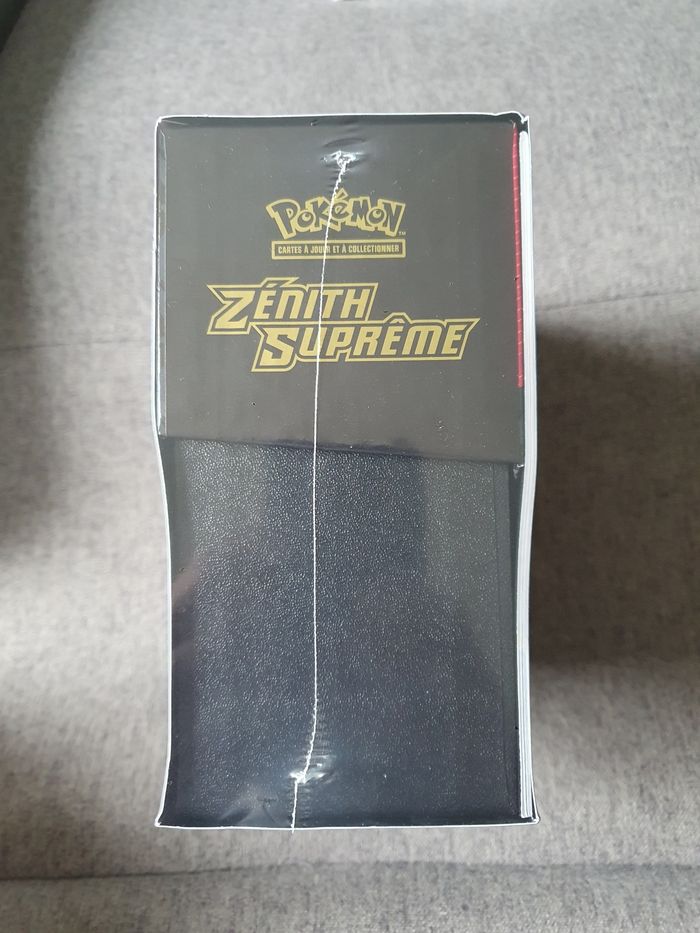 POKÉMON
CARTES À JOUER ET À COLLECTIONNER
ZÉNITH
SUPRÊME